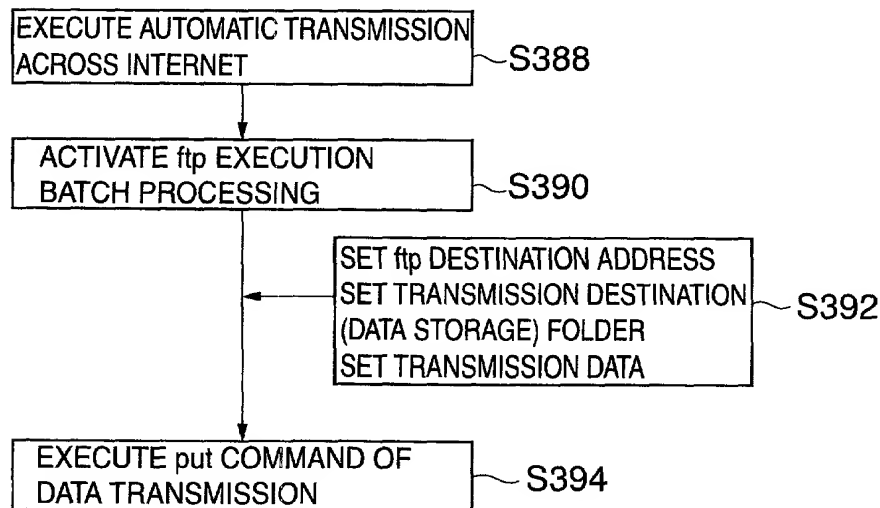 EXECUTE AUTOMATIC TRANSMISSION
ACROSS INTERNET
S388
ACTIVATE ftp EXECUTION
BATCH PROCESSING
S390
SET ftp DESTINATION ADDRESS
SET TRANSMISSION DESTINATION
(DATA STORAGE) FOLDER
SET TRANSMISSION DATA
S392
EXECUTE put COMMAND OF
DATA TRANSMISSION
S394